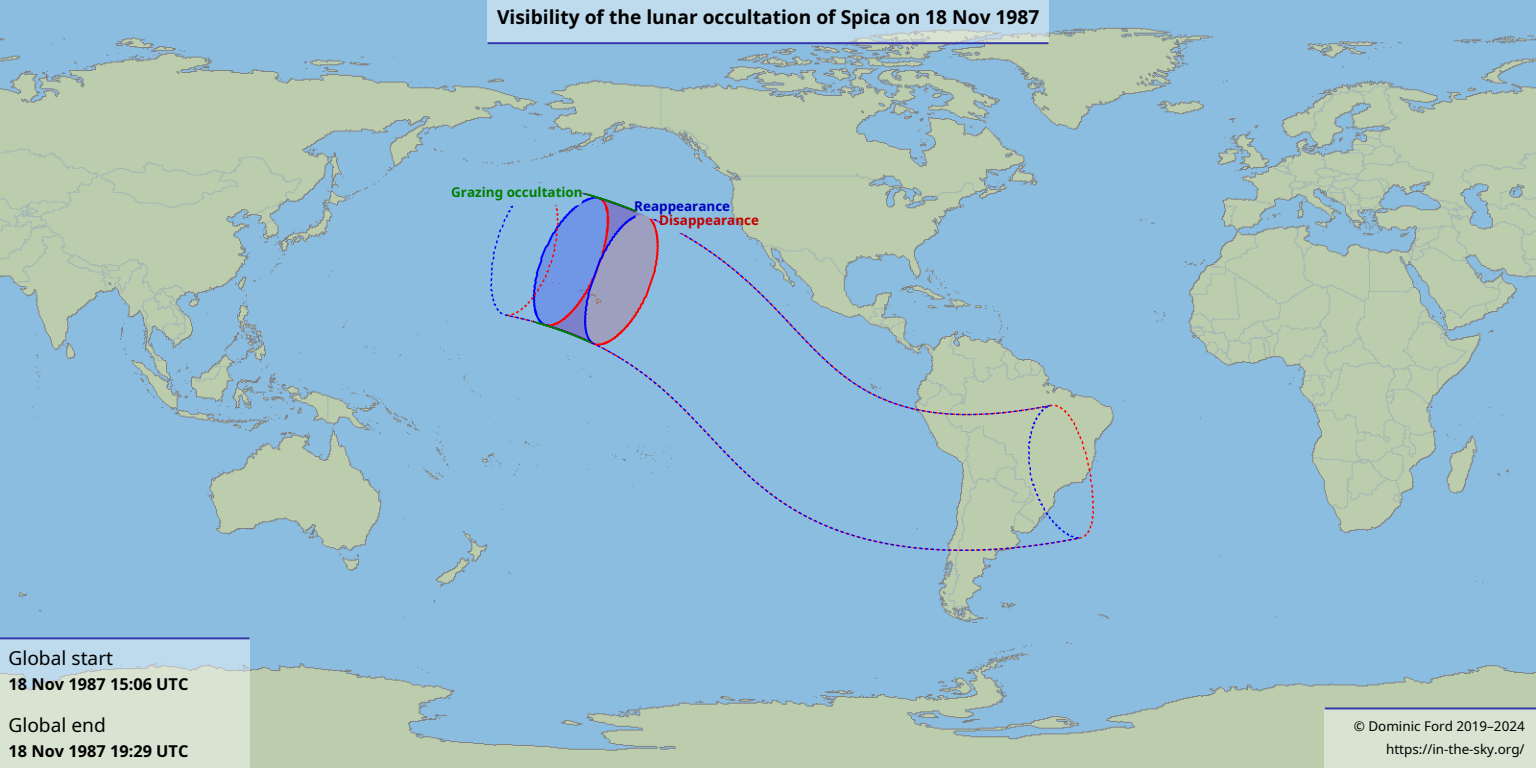 Visibility of the lunar occultation of Spica on 18 Nov 1987
Grazing occultation
Reappearance
Disappearance
Global start
18 Nov 1987 15:06 UTC
Global end
18 Nov 1987 19:29 UTC
© Dominic Ford 2019–2024
https://in-the-sky.org/